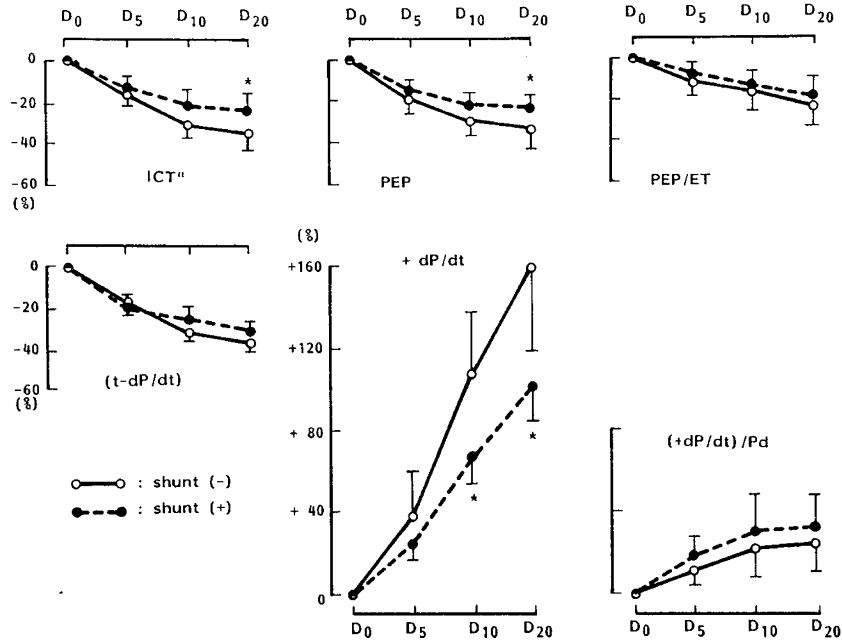 D0 D5 D10 D20
D0 D5 D10 D20
D0 D5 D10 D20
0
-20
-40
-60
(%)
*
ICT"
*
PEP
PEP/ET
0
-20
-40
-60
(%)
(t-dP/dt)
(%)
+160
+120
+ 80
+ 40
0
+ dP/dt
*
*
D0 D5 D10 D20
(+dP/dt)/Pd
D0 D5 D10 D20
: shunt (-)
: shunt (+)